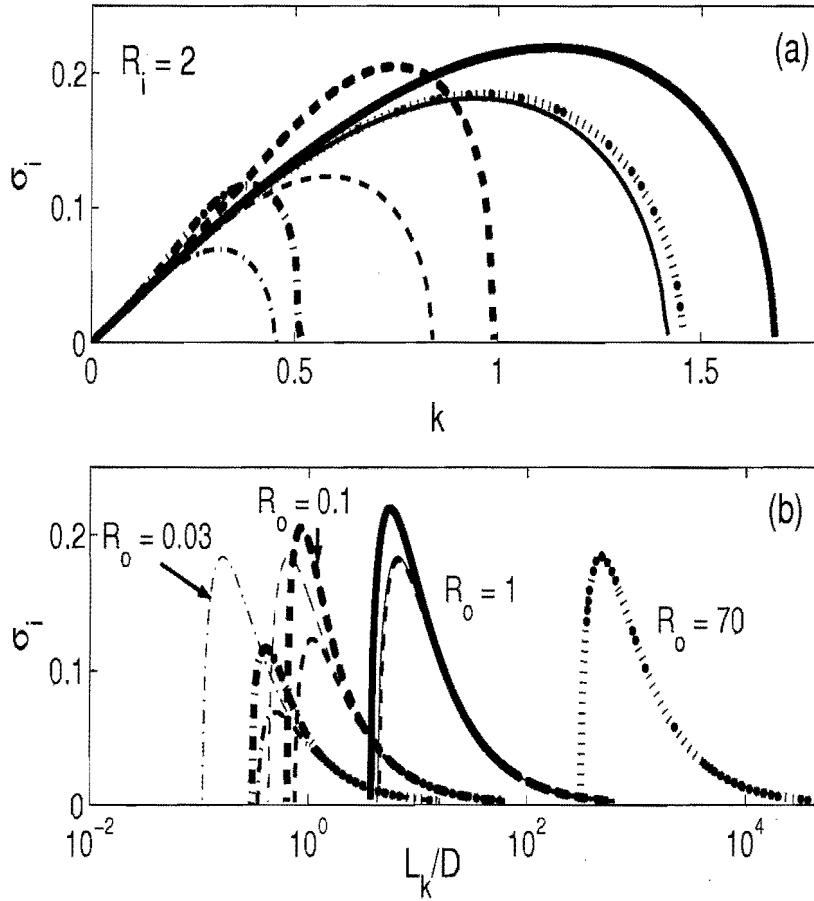 (a)
R_i = 2
0.2
0.1
0
σ_i
0
0.5
1
1.5
k
(b)
R_o = 0.1
R_o = 0.03
R_o = 1
R_o = 70
0.2
0.1
0
σ_i
10^-2
10^0
10^2
10^4
L_k/D